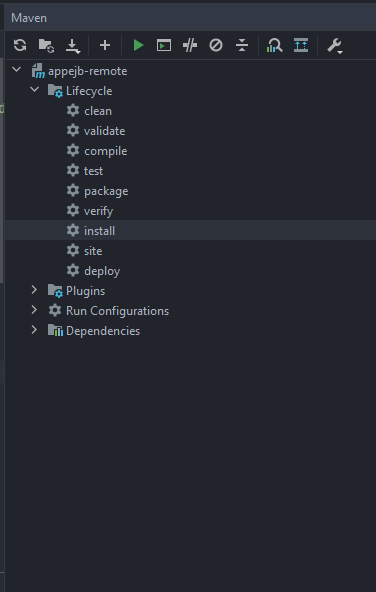 Maven
appejb-remote
Lifecycle
clean
validate
compile
test
package
verify
install
site
deploy
Plugins
Run Configurations
Dependencies